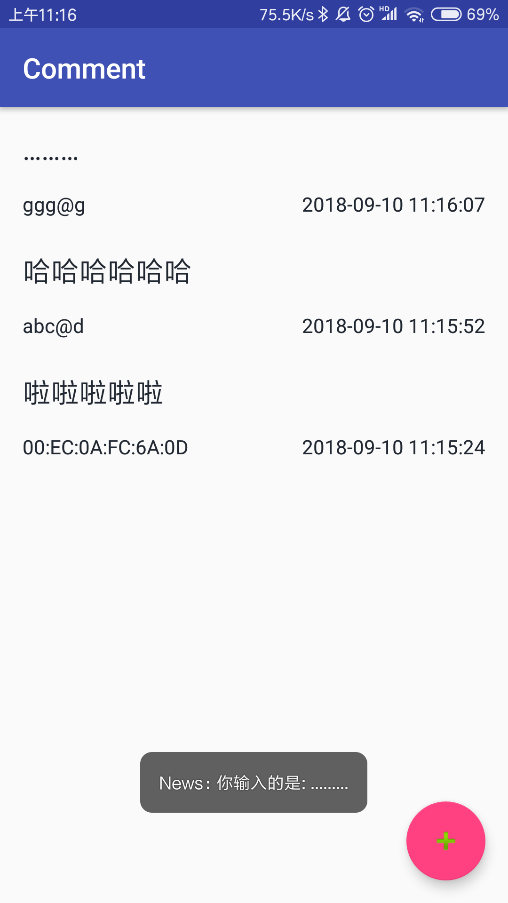 上午11:16 75.5K/s HD 69%
Comment
………
ggg@g 2018-09-10 11:16:07
哈哈哈哈哈哈
abc@d 2018-09-10 11:15:52
啦啦啦啦啦
00:EC:0A:FC:6A:0D 2018-09-10 11:15:24
News: 你输入的是: ………